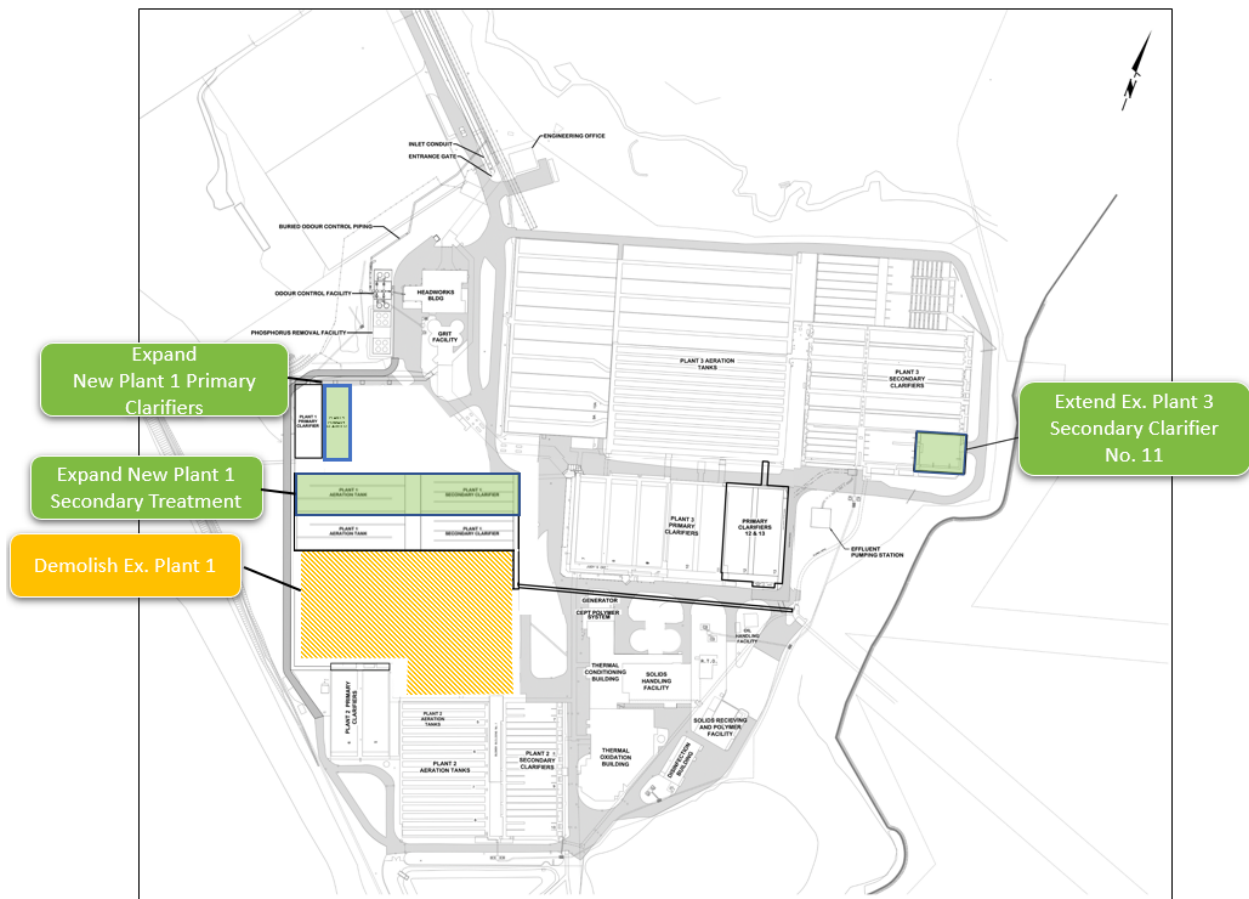 ENGINEERING OFFICE
INLET CONDUIT
ENTRANCE GATE
N
BURIED ODOUR CONTROL PIPING
ODOUR CONTROL FACILITY
HEADWORKS
BLDG
PHOSPHORUS REMOVAL FACILITY
GRIT
FACILITY
Expand
New Plant 1 Primary
Clarifiers
PLANT 1
PRIMARY
CLARIFIER
PLANT 3 AERATION
TANKS
PLANT 3
SECONDARY
CLARIFIERS
Extend Ex. Plant 3
Secondary Clarifier
No. 11
Expand New Plant 1
Secondary Treatment
PLANT 1
AERATION TANK
PLANT 1
SECONDARY CLARIFIER
PLANT 1
AERATION TANK
PLANT 1
SECONDARY CLARIFIER
PLANT 3
PRIMARY
CLARIFIERS
PRIMARY
CLARIFIERS
12 & 13
EFFLUENT
PUMPING STATION
Demolish Ex. Plant 1
GENERATOR
CEPT POLYMER
SYSTEM
OIL
HANDLING
FACILITY
THERMAL
CONDITIONING
BUILDING
SOLIDS
HANDLING
FACILITY
H.T.G.
PLANT 2 PRIMARY
CLARIFIERS
PLANT 2
AERATION
TANKS
SOLIDS RECIEVING
AND POLYMER
FACILITY
PLANT 2
AERATION TANKS
PLANT 2
SECONDARY
CLARIFIERS
THERMAL
OXIDATION
BUILDING
DISINFECTION
BUILDING